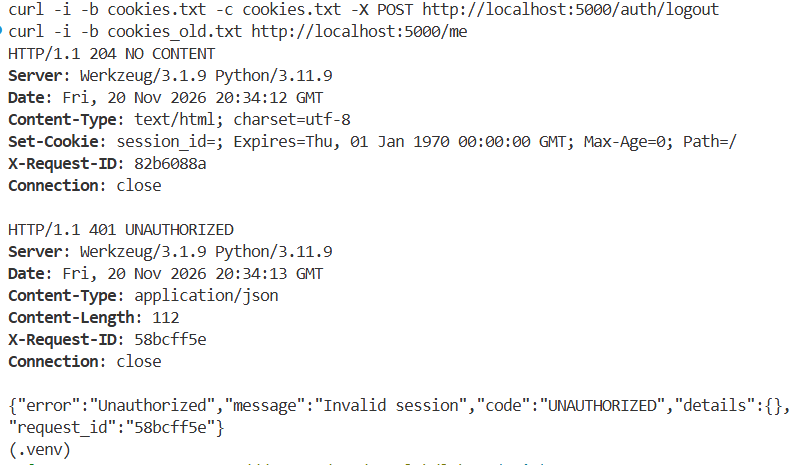 curl -i -b cookies.txt -c cookies.txt -X POST http://localhost:5000/auth/logout
curl -i -b cookies_old.txt http://localhost:5000/me
HTTP/1.1 204 NO CONTENT
Server: Werkzeug/3.1.9 Python/3.11.9
Date: Fri, 20 Nov 2026 20:34:12 GMT
Content-Type: text/html; charset=utf-8
Set-Cookie: session_id=; Expires=Thu, 01 Jan 1970 00:00:00 GMT; Max-Age=0; Path=/
X-Request-ID: 82b6088a
Connection: close

HTTP/1.1 401 UNAUTHORIZED
Server: Werkzeug/3.1.9 Python/3.11.9
Date: Fri, 20 Nov 2026 20:34:13 GMT
Content-Type: application/json
Content-Length: 112
X-Request-ID: 58bcff5e
Connection: close

{"error":"Unauthorized","message":"Invalid session","code":"UNAUTHORIZED","details":{},
"request_id":"58bcff5e"}
(.venv)